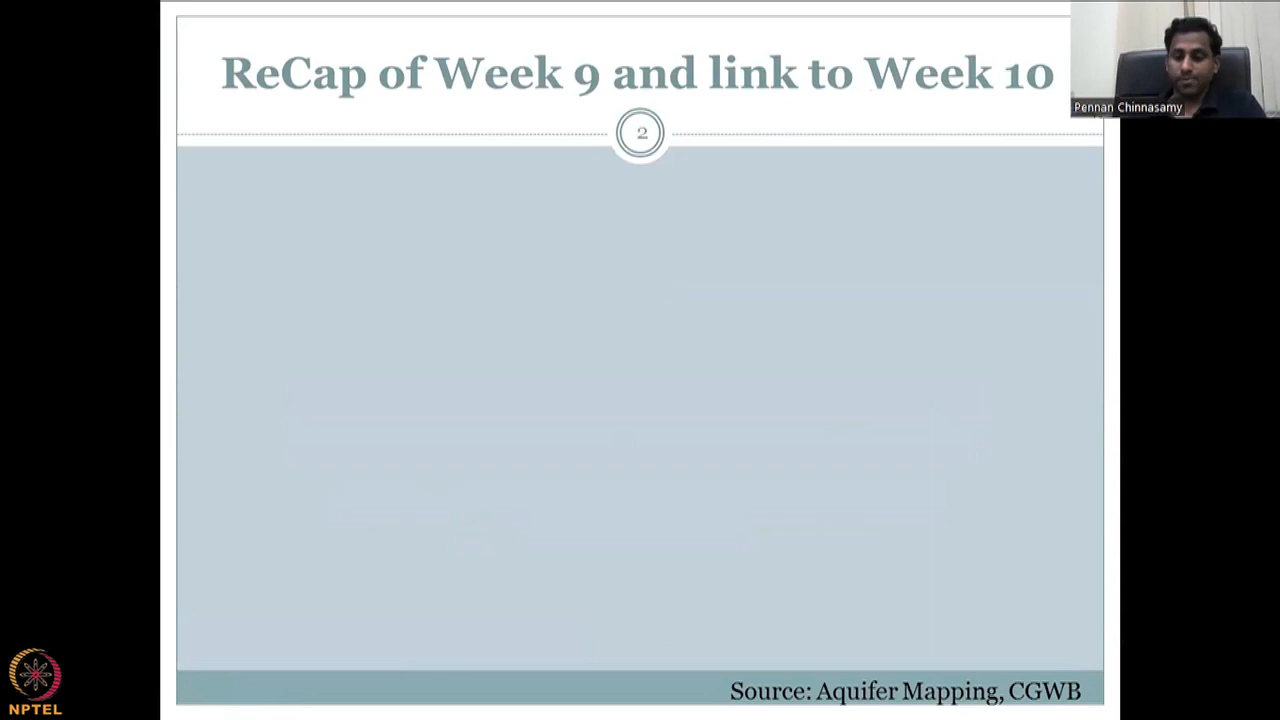 ReCap of Week 9 and link to Week 10
Pennan Chinnasamy
2
Source: Aquifer Mapping, CGWB
NPTEL